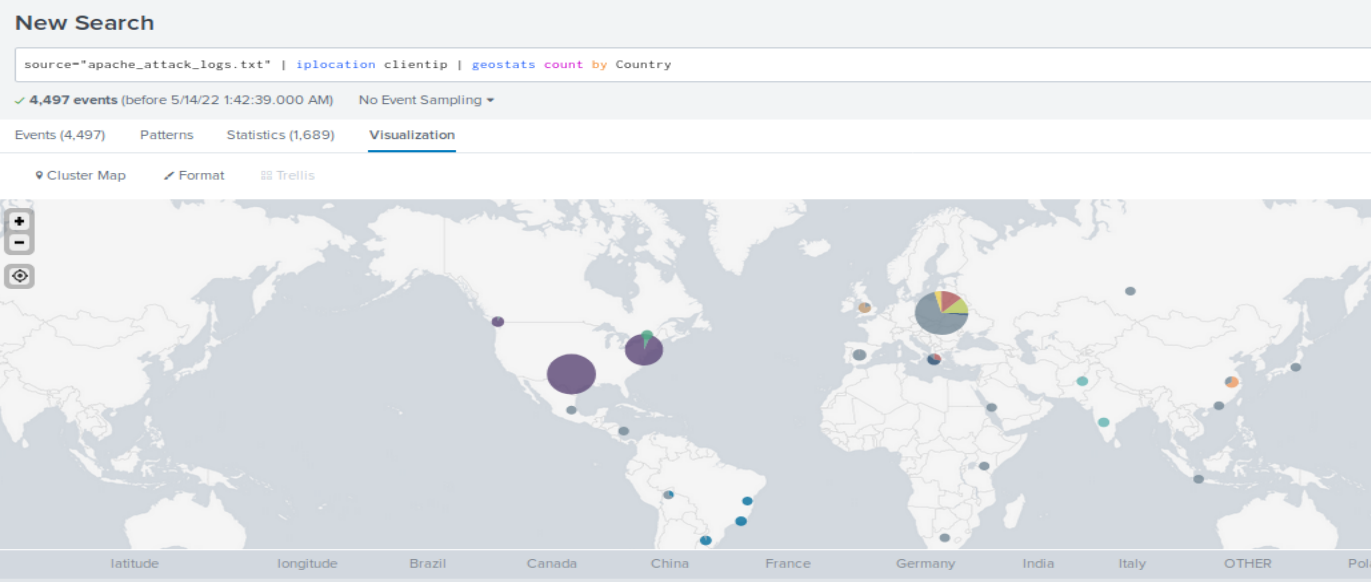 New Search
source="apache_attack_logs.txt" | iplocation clientip | geostats count by Country
4,497 events (before 5/14/22 1:42:39.000 AM) No Event Sampling
Events (4,497) Patterns Statistics (1,689) Visualization
Cluster Map Format Trellis
+
−
latitude longitude Brazil Canada China France Germany India Italy OTHER Pol